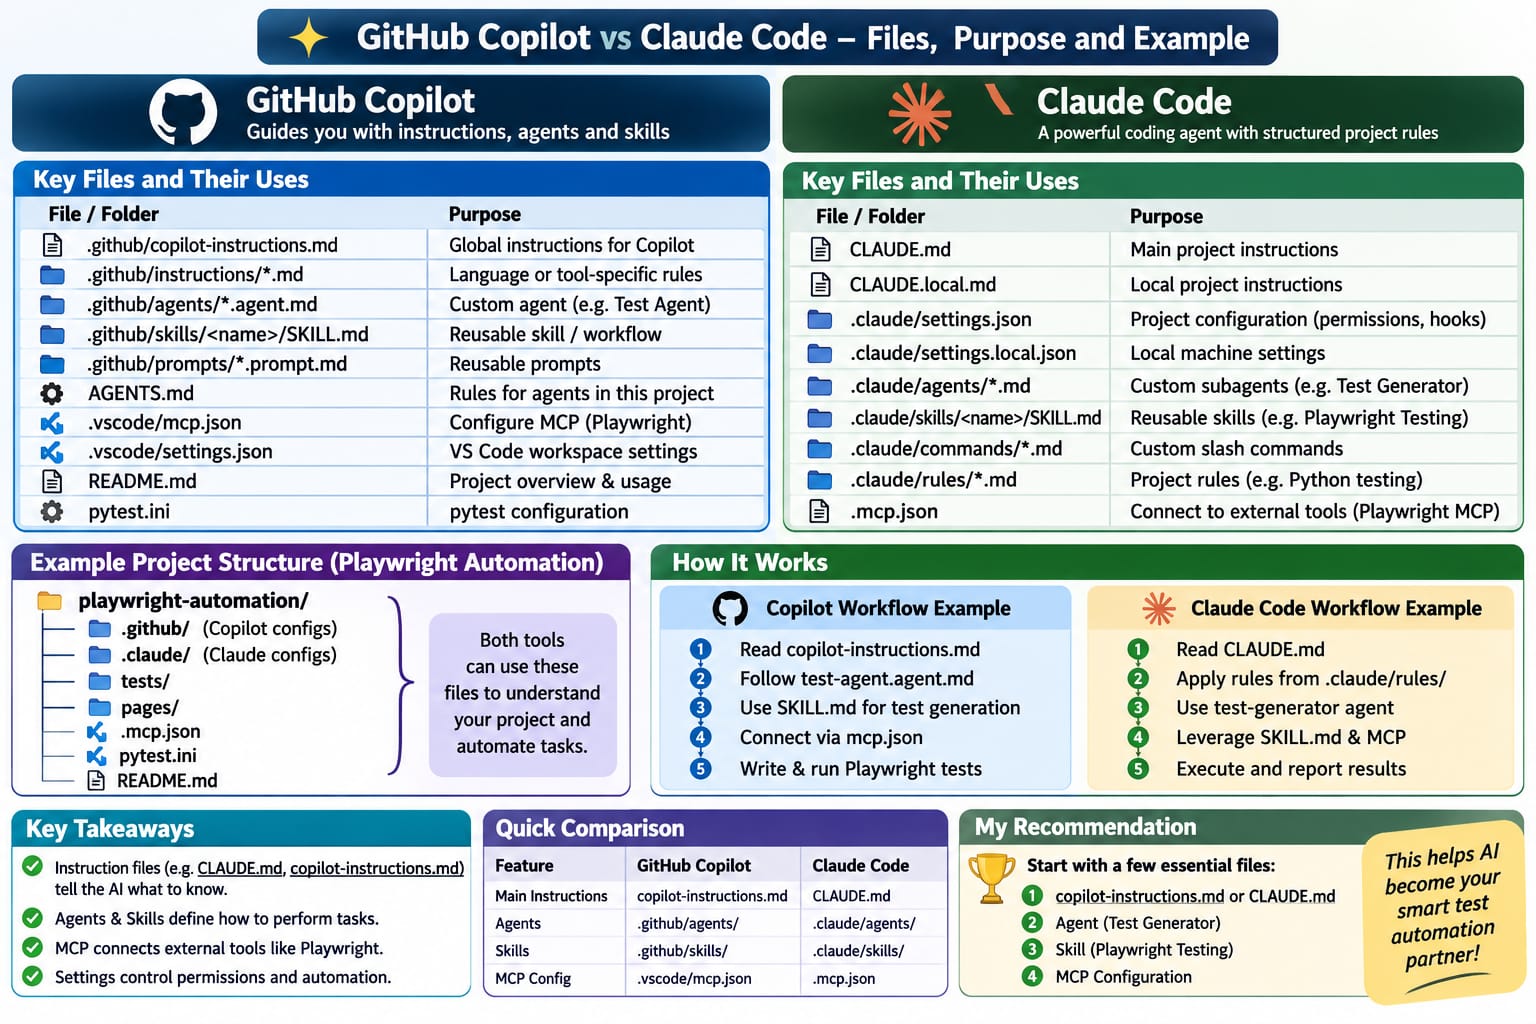 GitHub Copilot vs Claude Code – Files, Purpose and Example
GitHub Copilot
Guides you with instructions, agents and skills
Key Files and Their Uses
File / Folder Purpose
.github/copilot-instructions.md Global instructions for Copilot
.github/instructions/*.md Language or tool-specific rules
.github/agents/*.agent.md Custom agent (e.g. Test Agent)
.github/skills/<name>/SKILL.md Reusable skill / workflow
.github/prompts/*.prompt.md Reusable prompts
AGENTS.md Rules for agents in this project
.vscode/mcp.json Configure MCP (Playwright)
.vscode/settings.json VS Code workspace settings
README.md Project overview & usage
pytest.ini pytest configuration
Claude Code
A powerful coding agent with structured project rules
Key Files and Their Uses
File / Folder Purpose
CLAUDE.md Main project instructions
CLAUDE.local.md Local project instructions
.claude/settings.json Project configuration (permissions, hooks)
.claude/settings.local.json Local machine settings
.claude/agents/*.md Custom subagents (e.g. Test Generator)
.claude/skills/<name>/SKILL.md Reusable skills (e.g. Playwright Testing)
.claude/commands/*.md Custom slash commands
.claude/rules/*.md Project rules (e.g. Python testing)
.mcp.json Connect to external tools (Playwright MCP)
Example Project Structure (Playwright Automation)
playwright-automation/
.github/ (Copilot configs)
.claude/ (Claude configs)
tests/
pages/
.mcp.json
pytest.ini
README.md
Both tools
can use these
files to understand
your project and
automate tasks.
How It Works
Copilot Workflow Example
1 Read copilot-instructions.md
2 Follow test-agent.agent.md
3 Use SKILL.md for test generation
4 Connect via mcp.json
5 Write & run Playwright tests
Claude Code Workflow Example
1 Read CLAUDE.md
2 Apply rules from .claude/rules/
3 Use test-generator agent
4 Leverage SKILL.md & MCP
5 Execute and report results
Key Takeaways
Instruction files (e.g. CLAUDE.md, copilot-instructions.md)
tell the AI what to know.
Agents & Skills define how to perform tasks.
MCP connects external tools like Playwright.
Settings control permissions and automation.
Quick Comparison
Feature GitHub Copilot Claude Code
Main Instructions copilot-instructions.md CLAUDE.md
Agents .github/agents/ .claude/agents/
Skills .github/skills/ .claude/skills/
MCP Config .vscode/mcp.json .mcp.json
My Recommendation
Start with a few essential files:
1 copilot-instructions.md or CLAUDE.md
2 Agent (Test Generator)
3 Skill (Playwright Testing)
4 MCP Configuration
This helps AI
become your
smart test
automation
partner!